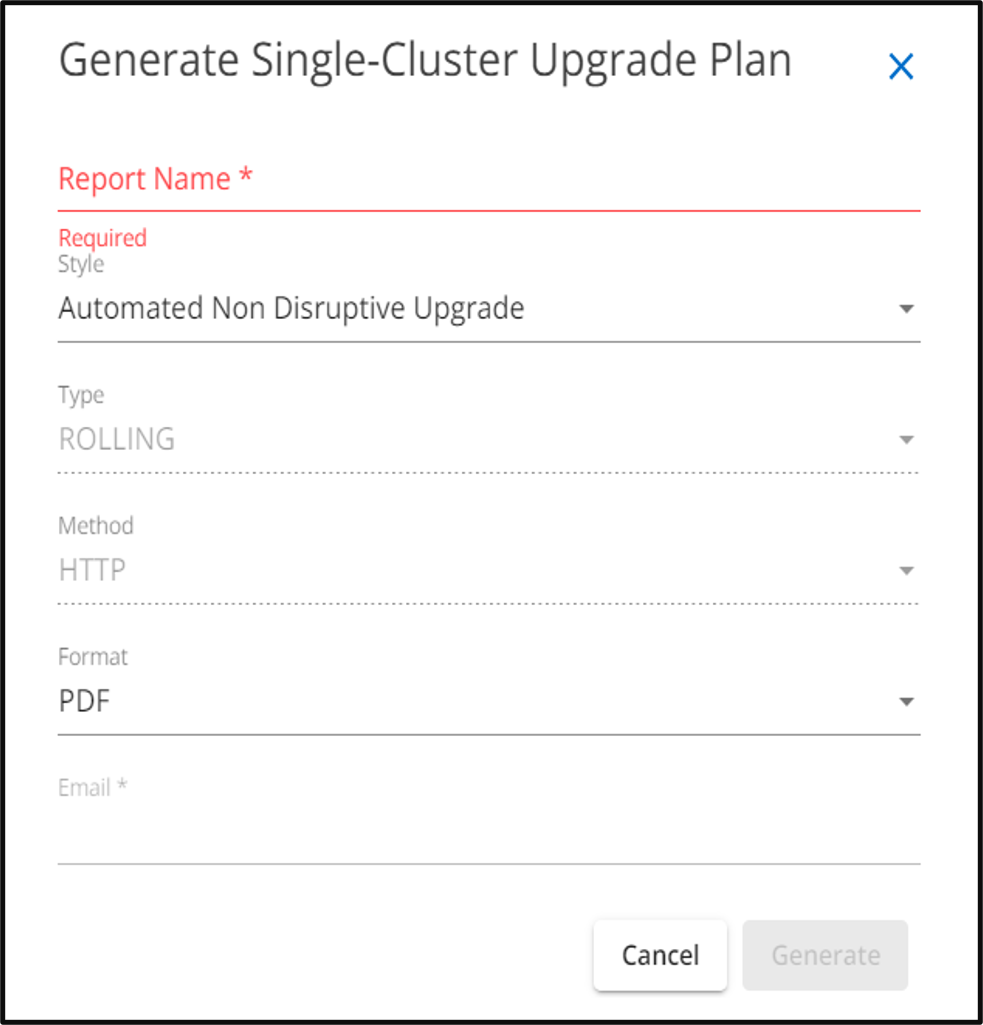 Generate Single-Cluster Upgrade Plan
Report Name *
Required
Style
Automated Non Disruptive Upgrade
Type
ROLLING
Method
HTTP
Format
PDF
Email *
Cancel Generate